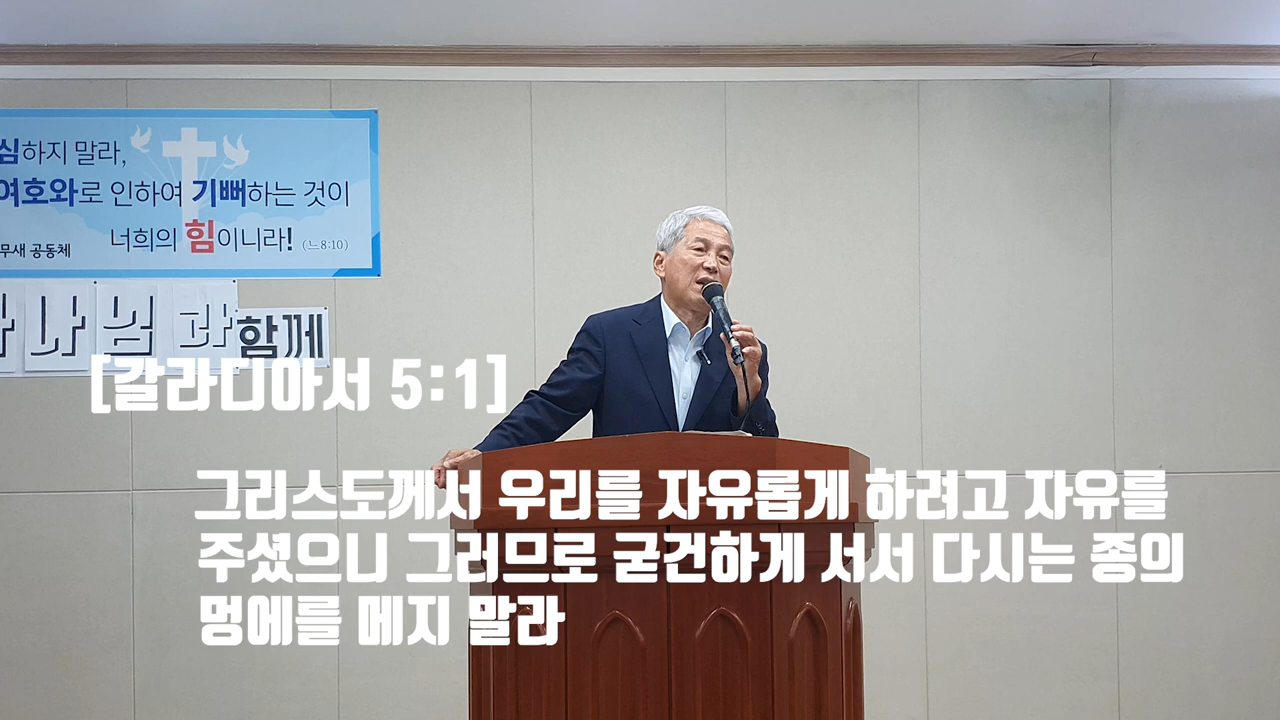 심하지 말라,
여호와로 인하여 기뻐하는 것이
너희의 힘이니라! (느8:10)
무새 공동체
나님과 함께
[갈라디아서 5:1]
그리스도께서 우리를 자유롭게 하려고 자유를
주셨으니 그러므로 굳건하게 서서 다시는 종의
멍에를 메지 말라